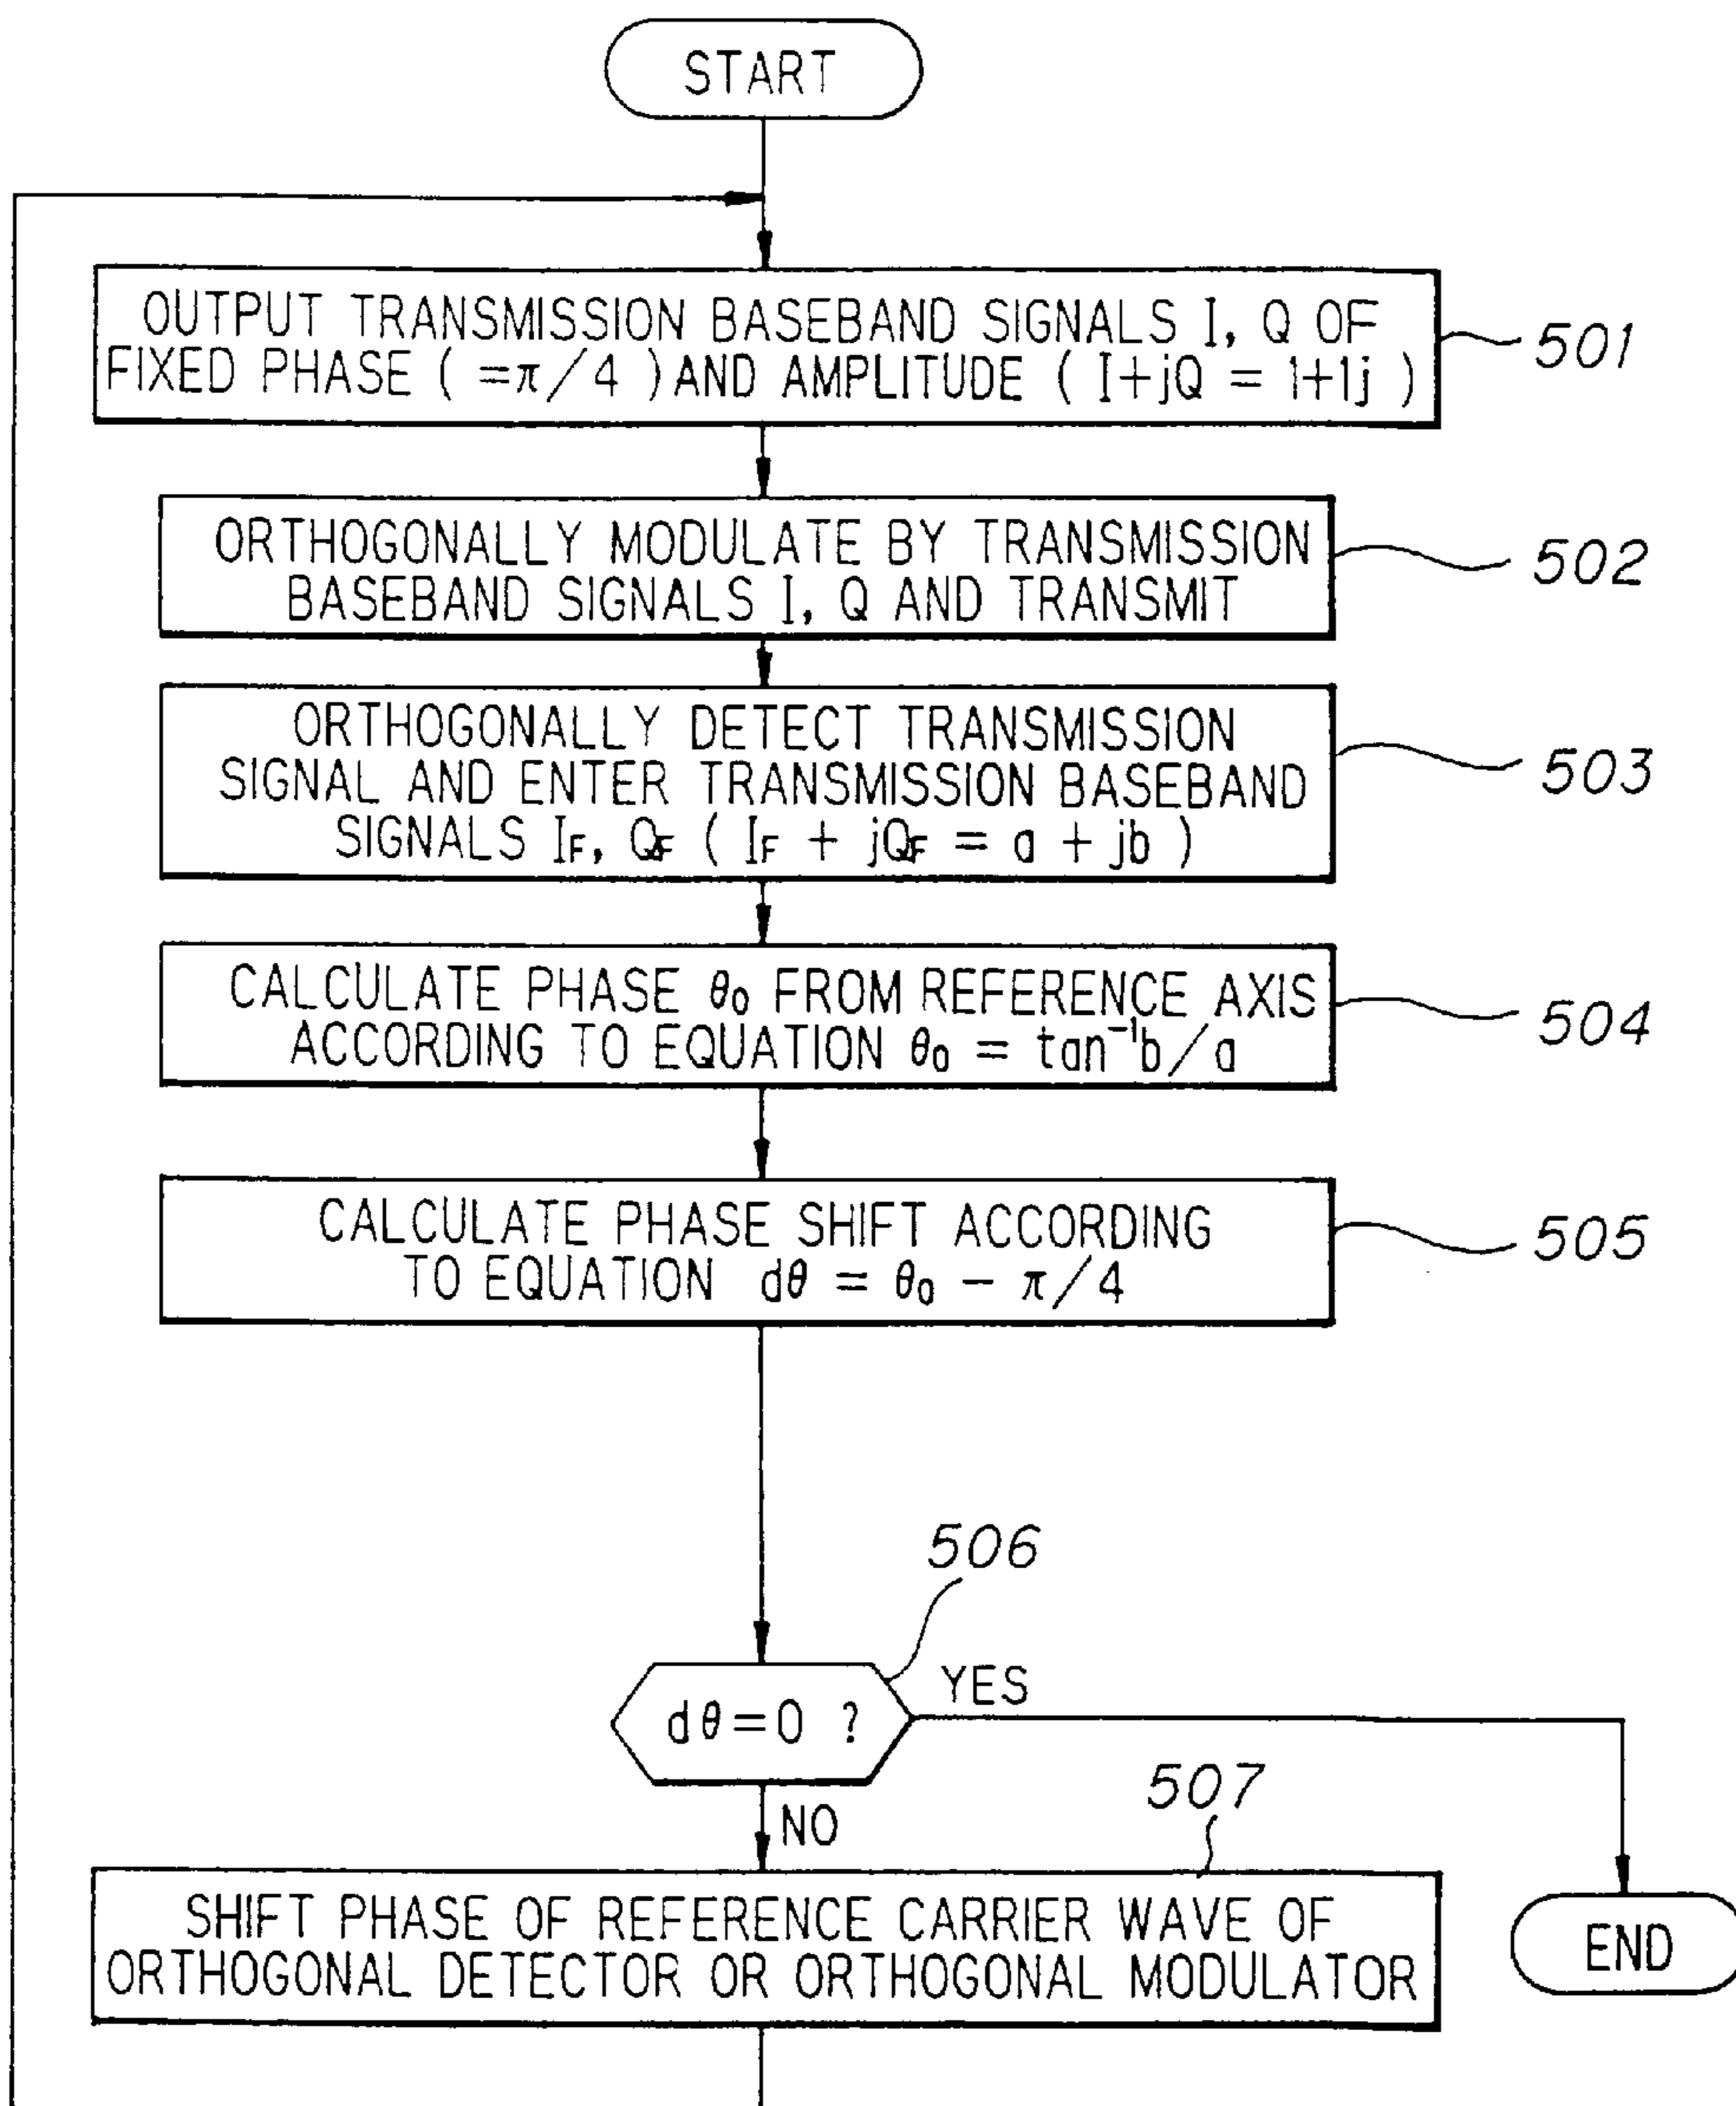 START
OUTPUT TRANSMISSION BASEBAND SIGNALS I, Q OF
FIXED PHASE ( =π/4 ) AND AMPLITUDE ( I+jQ = 1+1j )
501
ORTHOGONALLY MODULATE BY TRANSMISSION
BASEBAND SIGNALS I, Q AND TRANSMIT
502
ORTHOGONALLY DETECT TRANSMISSION
SIGNAL AND ENTER TRANSMISSION BASEBAND
SIGNALS IF, QF ( IF + jQF = a + jb )
503
CALCULATE PHASE θ0 FROM REFERENCE AXIS
ACCORDING TO EQUATION θ0 = tan⁻¹b/a
504
CALCULATE PHASE SHIFT ACCORDING
TO EQUATION dθ = θ0 − π/4
505
506
dθ=0 ?
YES
NO
507
SHIFT PHASE OF REFERENCE CARRIER WAVE OF
ORTHOGONAL DETECTOR OR ORTHOGONAL MODULATOR
END